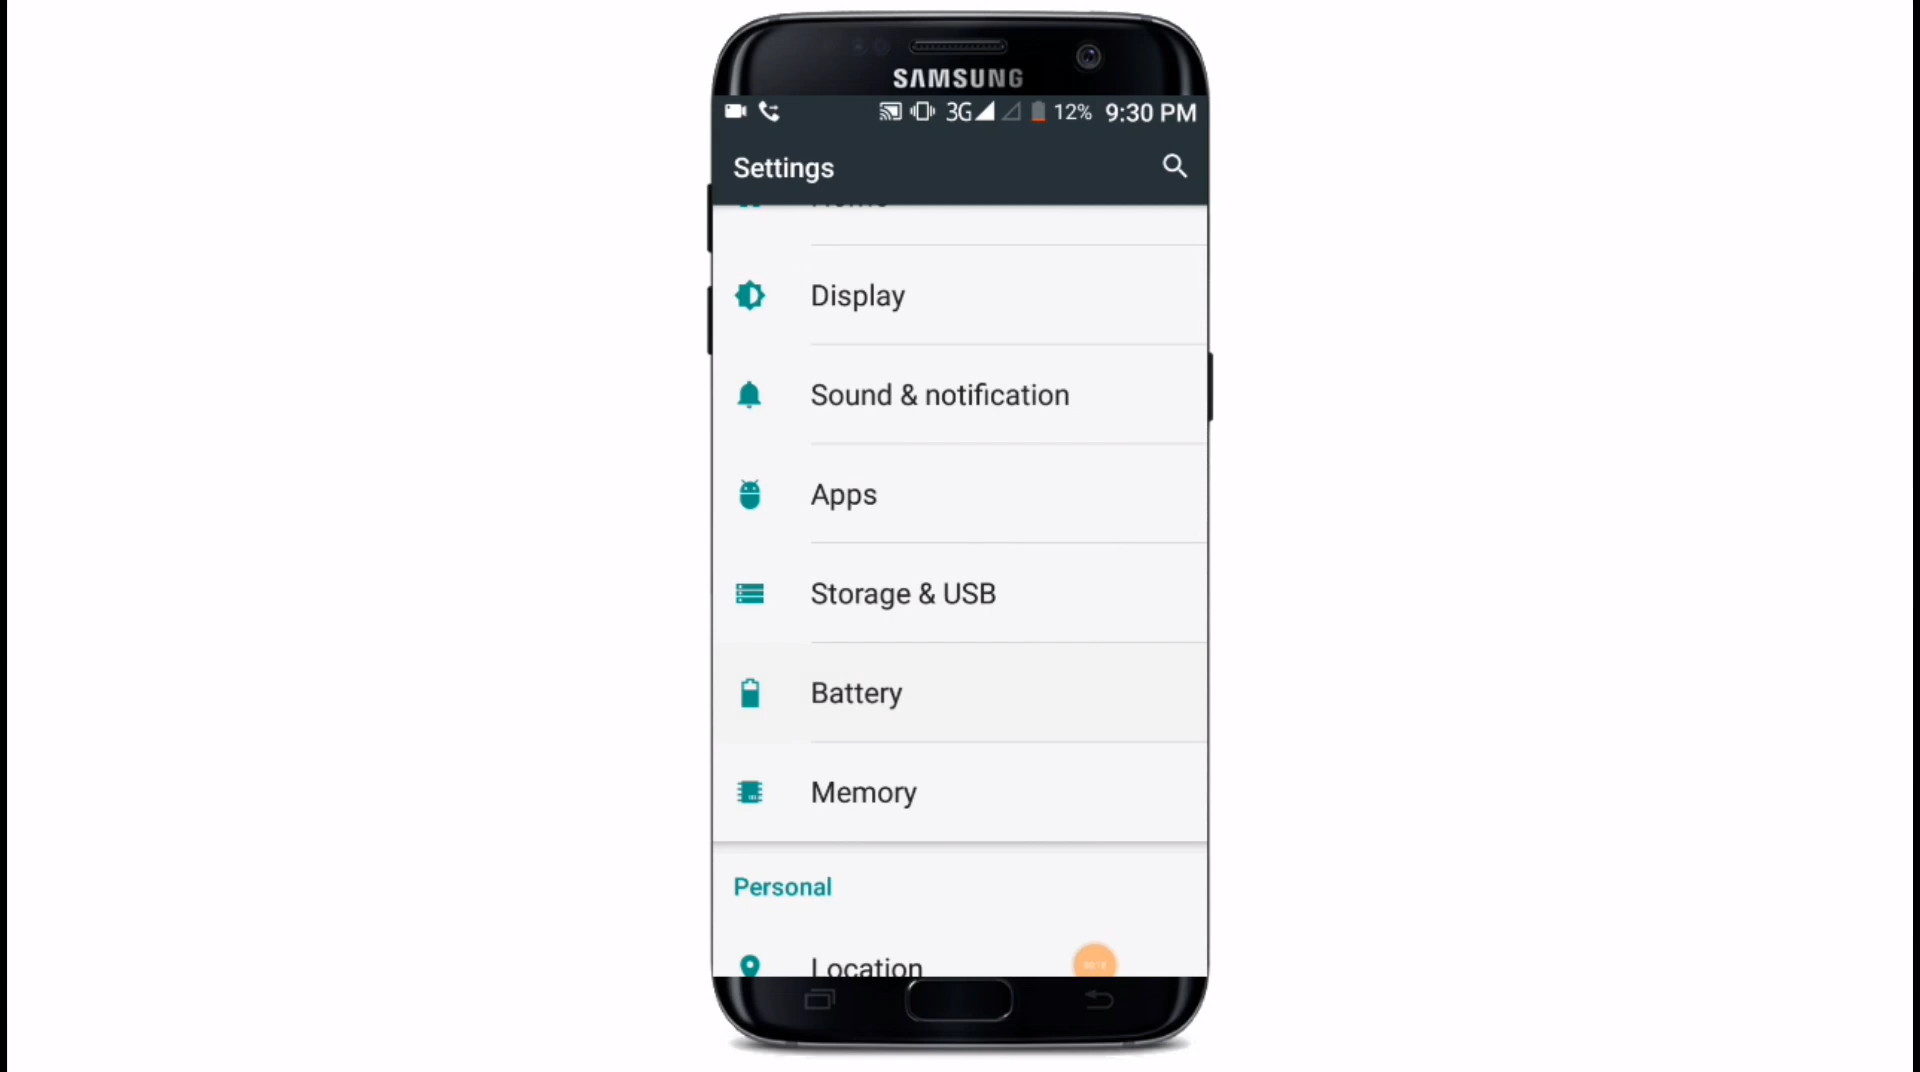 SAMSUNG
3G 12% 9:30 PM
Settings
Display
Sound & notification
Apps
Storage & USB
Battery
Memory
Personal
Location